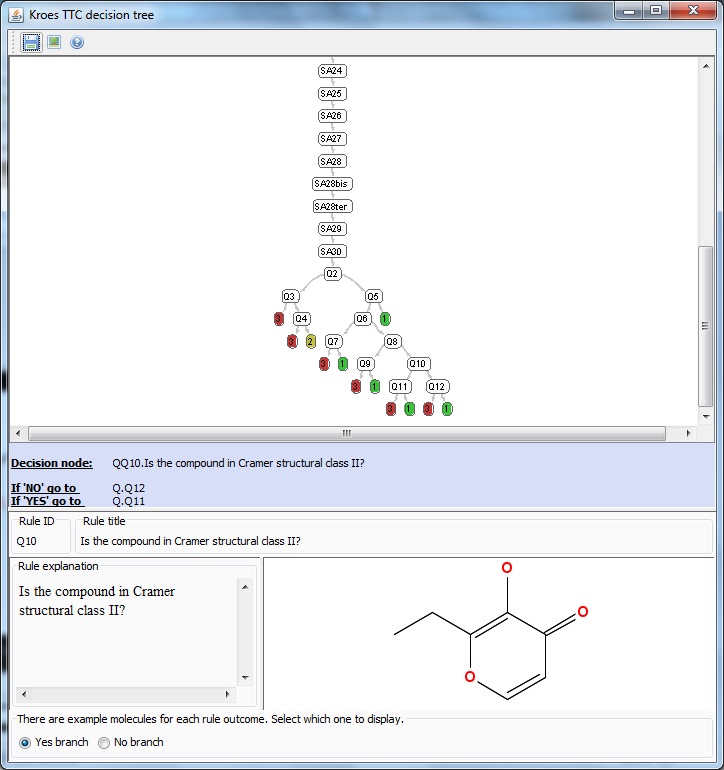 Kroes TTC decision tree
SA24
SA25
SA26
SA27
SA28
SA28bis
SA28ter
SA29
SA30
Q2
Q3 Q5
3 Q4 Q6 1
3 2 Q7 Q8
3 1 Q9 Q10
3 1 Q11 Q12
3 1 3 1
Decision node: QQ10.Is the compound in Cramer structural class II?
If 'NO' go to Q.Q12
If 'YES' go to Q.Q11
Rule ID Rule title
Q10 Is the compound in Cramer structural class II?
Rule explanation
Is the compound in Cramer
structural class II?
O
O
O
There are example molecules for each rule outcome. Select which one to display.
Yes branch No branch